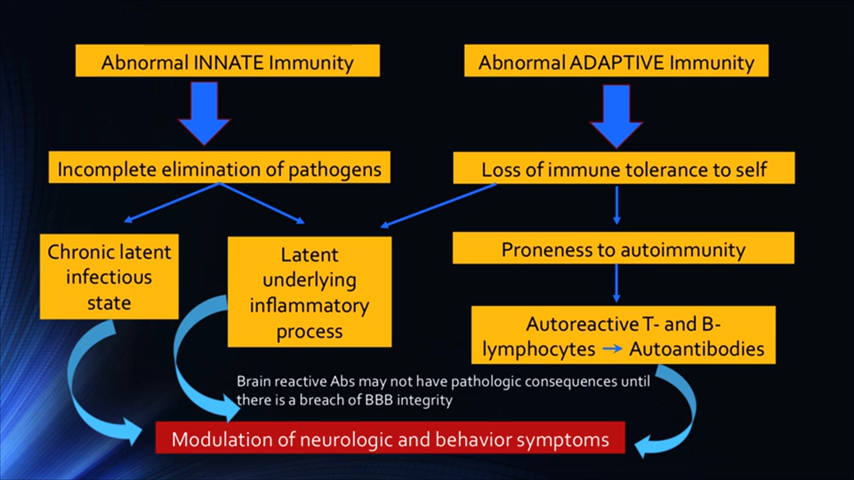 Abnormal INNATE Immunity
Abnormal ADAPTIVE Immunity
Incomplete elimination of pathogens
Loss of immune tolerance to self
Chronic latent
infectious
state
Latent
underlying
inflammatory
process
Proneness to autoimmunity
Autoreactive T- and B-
lymphocytes → Autoantibodies
Brain reactive Abs may not have pathologic consequences until
there is a breach of BBB integrity
Modulation of neurologic and behavior symptoms